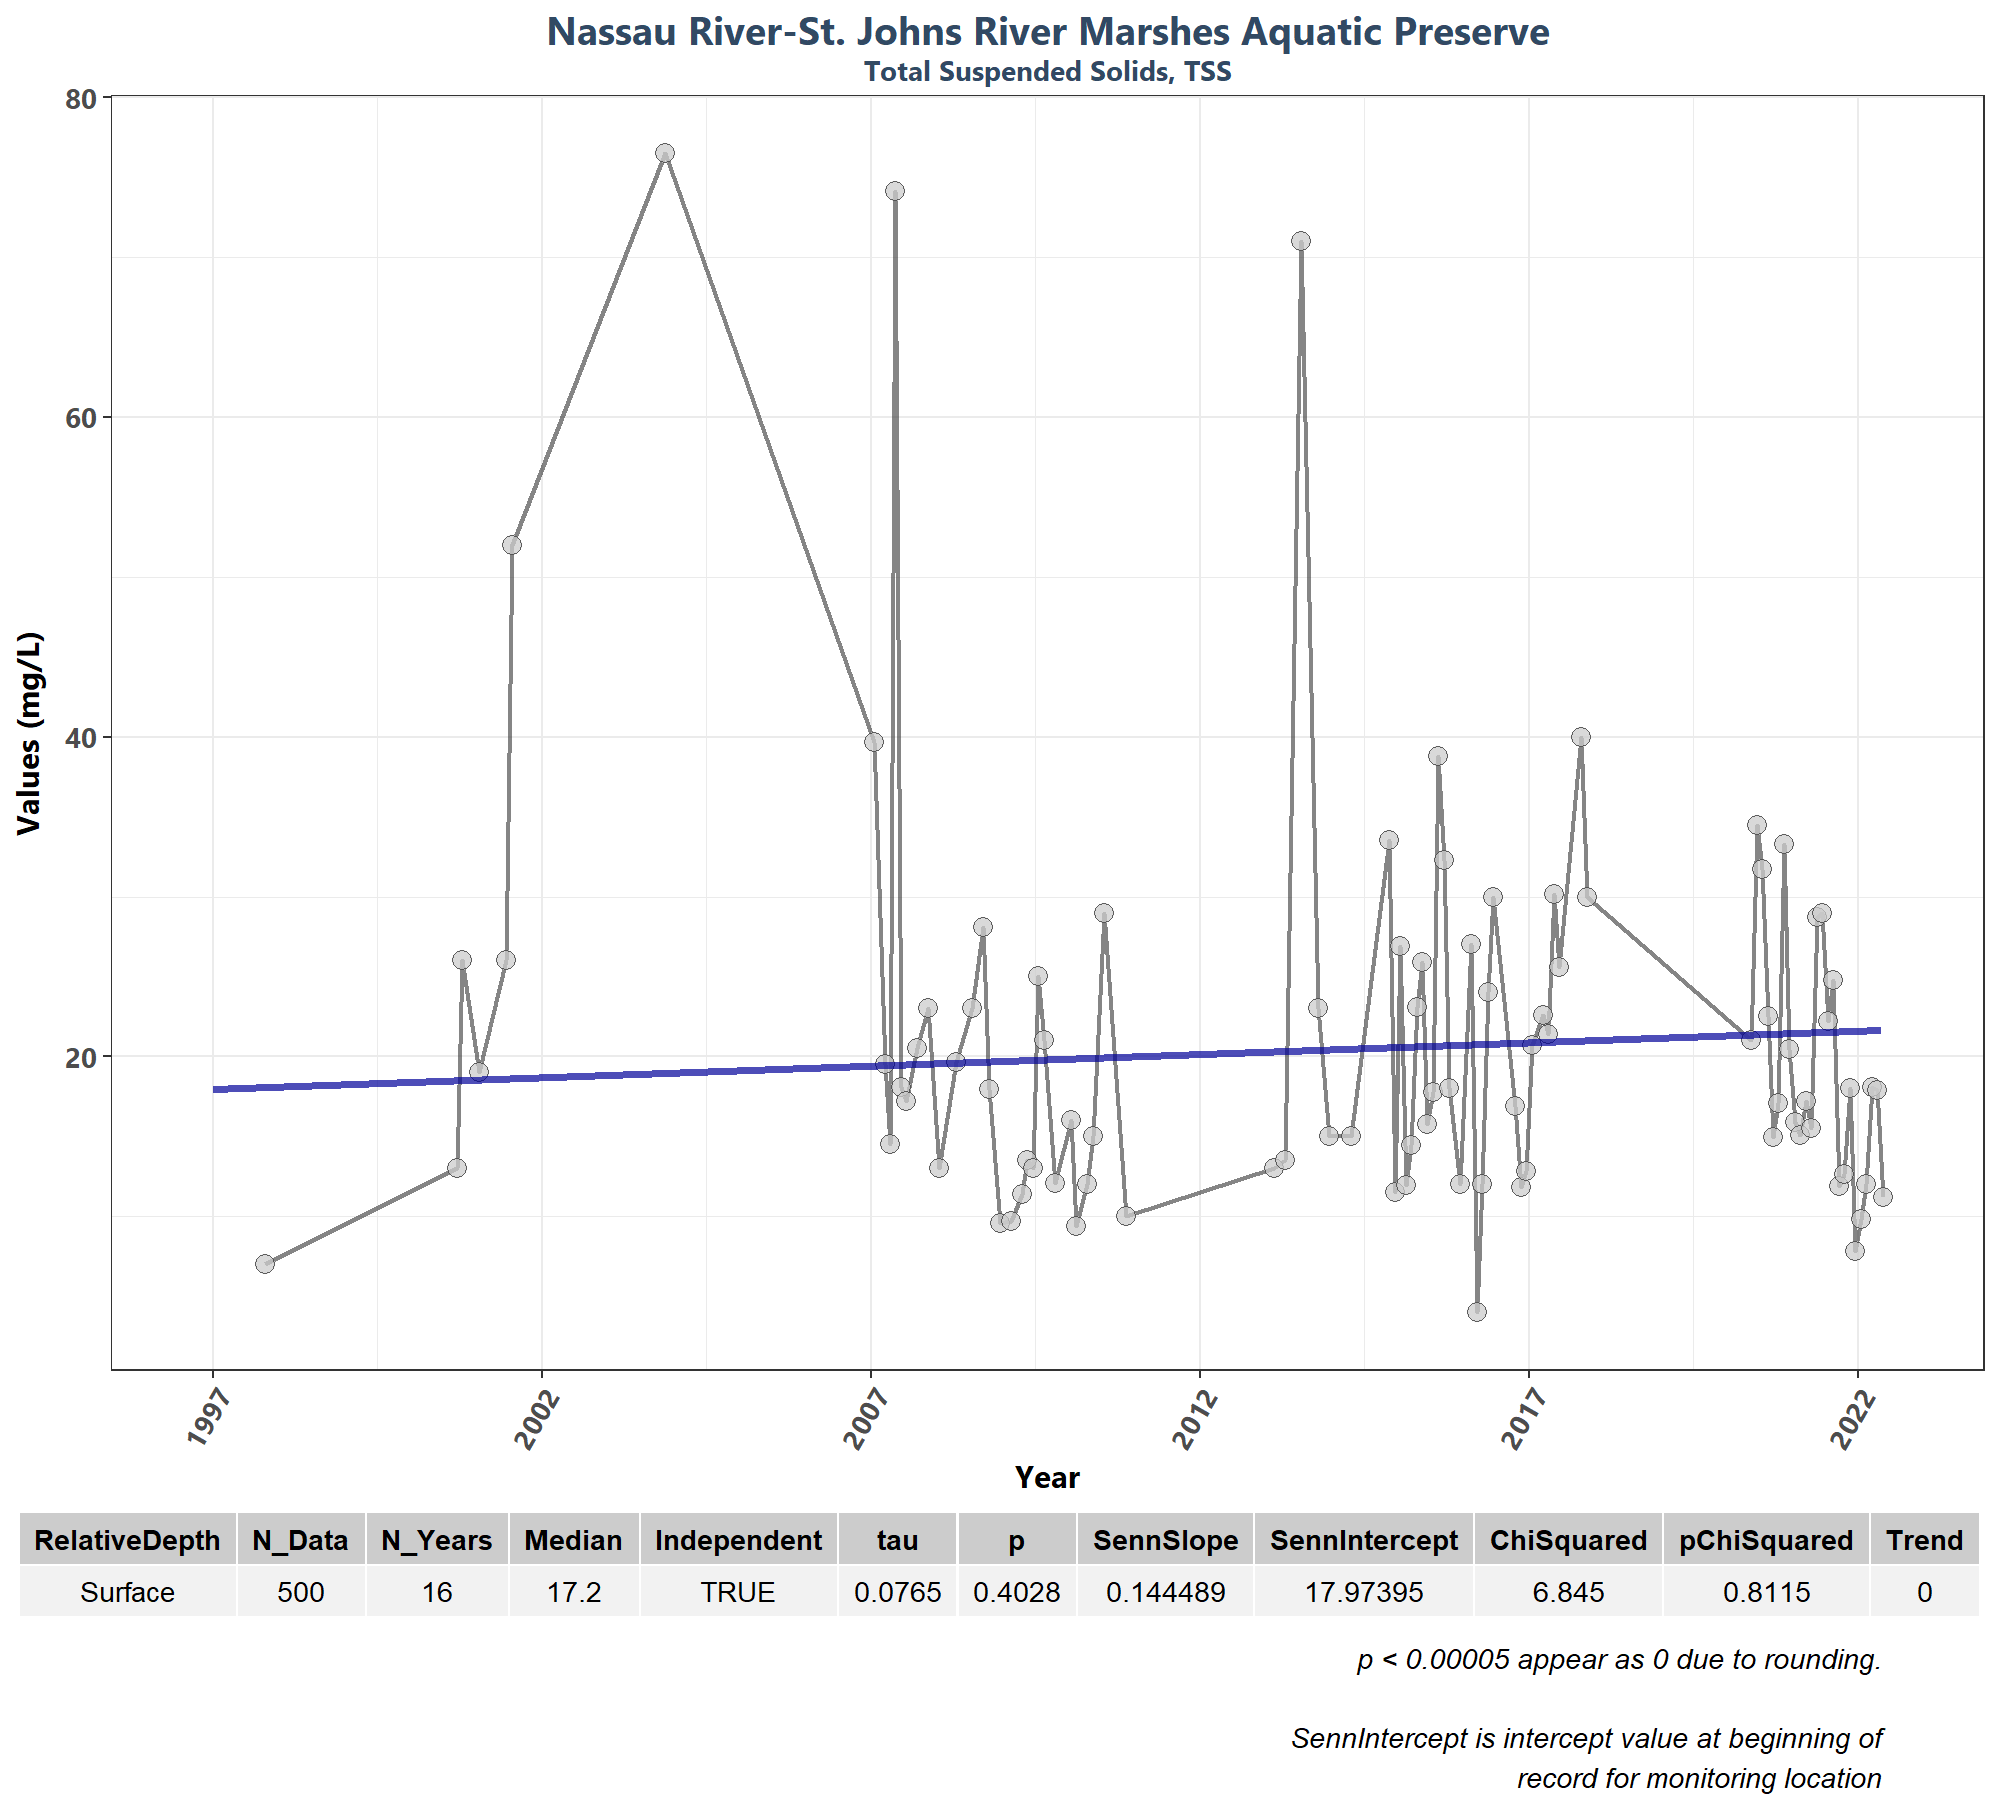 Nassau River-St. Johns River Marshes Aquatic Preserve
Total Suspended Solids, TSS
80
60
40
20
Values (mg/L)
1997 2002 2007 2012 2017 2022
Year
RelativeDepth N_Data N_Years Median Independent tau p SennSlope SennIntercept ChiSquared pChiSquared Trend
Surface 500 16 17.2 TRUE 0.0765 0.4028 0.144489 17.97395 6.845 0.8115 0
p < 0.00005 appear as 0 due to rounding.
SennIntercept is intercept value at beginning of
record for monitoring location